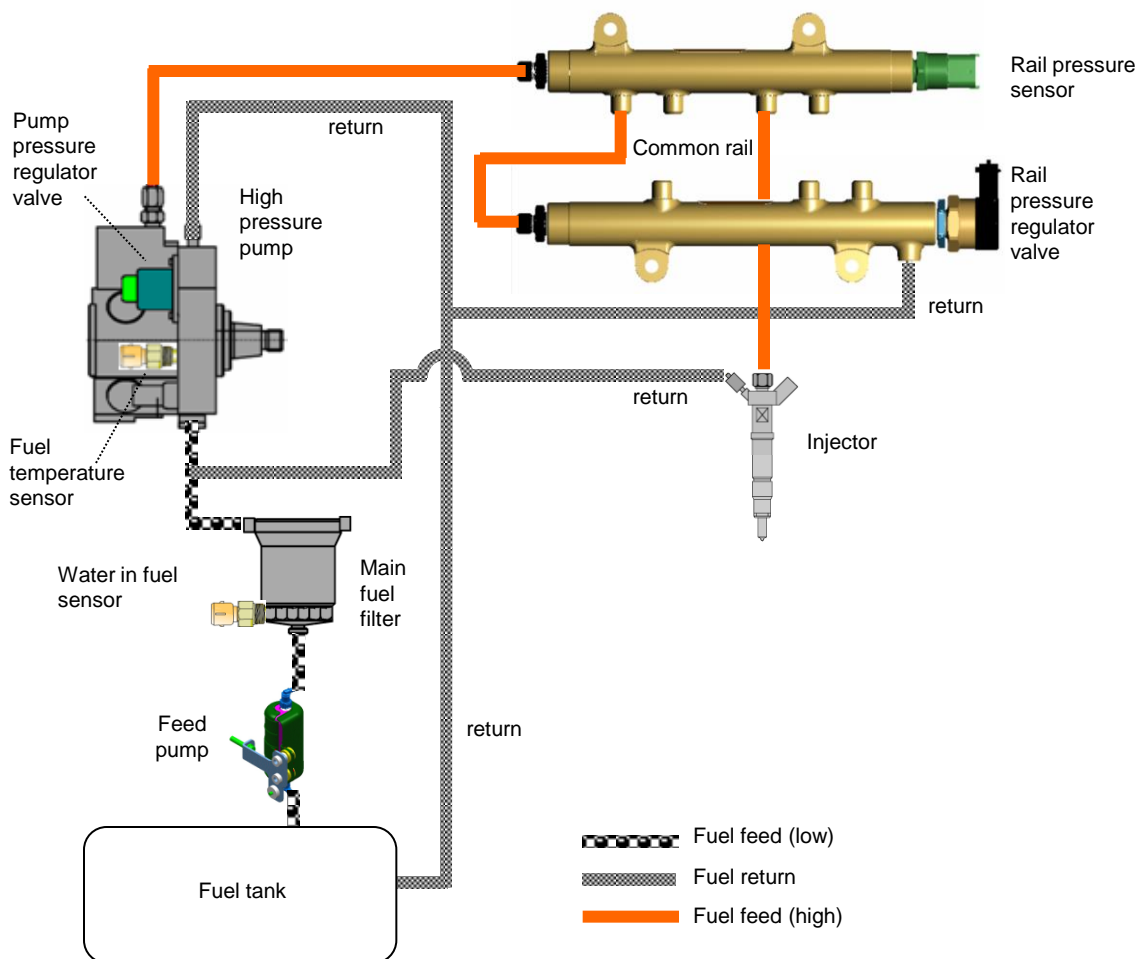 Rail pressure
sensor
return
Pump
pressure
regulator
valve
Common rail
High
pressure
pump
Rail
pressure
regulator
valve
return
return
Injector
Fuel
temperature
sensor
Water in fuel
sensor
Main
fuel
filter
Feed
pump
return
Fuel tank
Fuel feed (low)
Fuel return
Fuel feed (high)